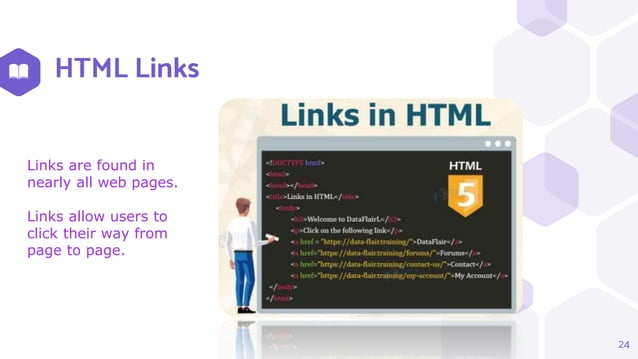 HTML Links
Links are found in
nearly all web pages.
Links allow users to
click their way from
page to page.
Links in HTML
<!DOCTYPE html>
<html>
<head></head>
<title>Links in HTML</title>
<body>
<h3>Welcome to DataFlairL</h3>
<p>Click on the following link</p>
<a href = "https://data-flair.training/">DataFlair</a>
<a href="https://data-flair.training/forums/">Forums</a>
<a href="https://data-flair.training/contact-us/">Contact</a>
<a href="https://data-flair.training/my-account/">My Account</a>
</body>
</html>
HTML
5
24